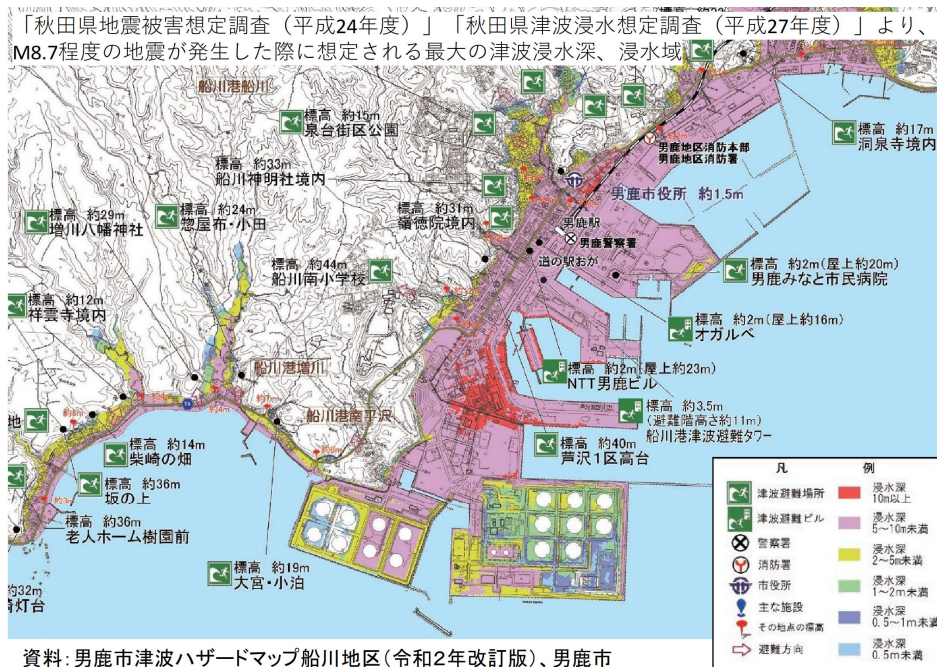 「秋田県地震被害想定調査（平成24年度）」「秋田県津波浸水想定調査（平成27年度）」より、
M8.7程度の地震が発生した際に想定される最大の津波浸水深、浸水域
船川港船川
標高 約15m
泉台街区公園
標高 約33m
船川神明社境内
標高 約17m
洞泉寺境内
男鹿地区消防本部
男鹿地区消防署
男鹿市役所 約1.5m
標高 約29m
増川八幡神社
標高 約24m
惣屋布・小田
標高 約31m
嶺徳院境内
男鹿駅
男鹿警察署
道の駅おが
標高 約44m
船川南小学校
標高 約2m(屋上約20m)
男鹿みなと市民病院
標高 約12m
祥雲寺境内
標高 約2m(屋上約16m)
オガルベ
船川港増川
標高 約2m(屋上約23m)
NTT男鹿ビル
約4m
約7m
船川港南平沢
標高 約3.5m
(避難階高さ約11m)
船川港津波避難タワー
約8m
地
標高 約14m
柴崎の畑
標高 約40m
芦沢1区高台
標高 約36m
坂の上
約3m
標高 約36m
老人ホーム樹園前
標高 約19m
大宮・小泊
約32m
灯台
凡 例
津波避難場所
津波避難ビル
警察署
消防署
市役所
主な施設
その地点の標高
避難方向
浸水深
10m以上
浸水深
5～10m未満
浸水深
2～5m未満
浸水深
1～2m未満
浸水深
0.5～1m未満
浸水深
0.5m未満
資料：男鹿市津波ハザードマップ船川地区(令和2年改訂版)、男鹿市